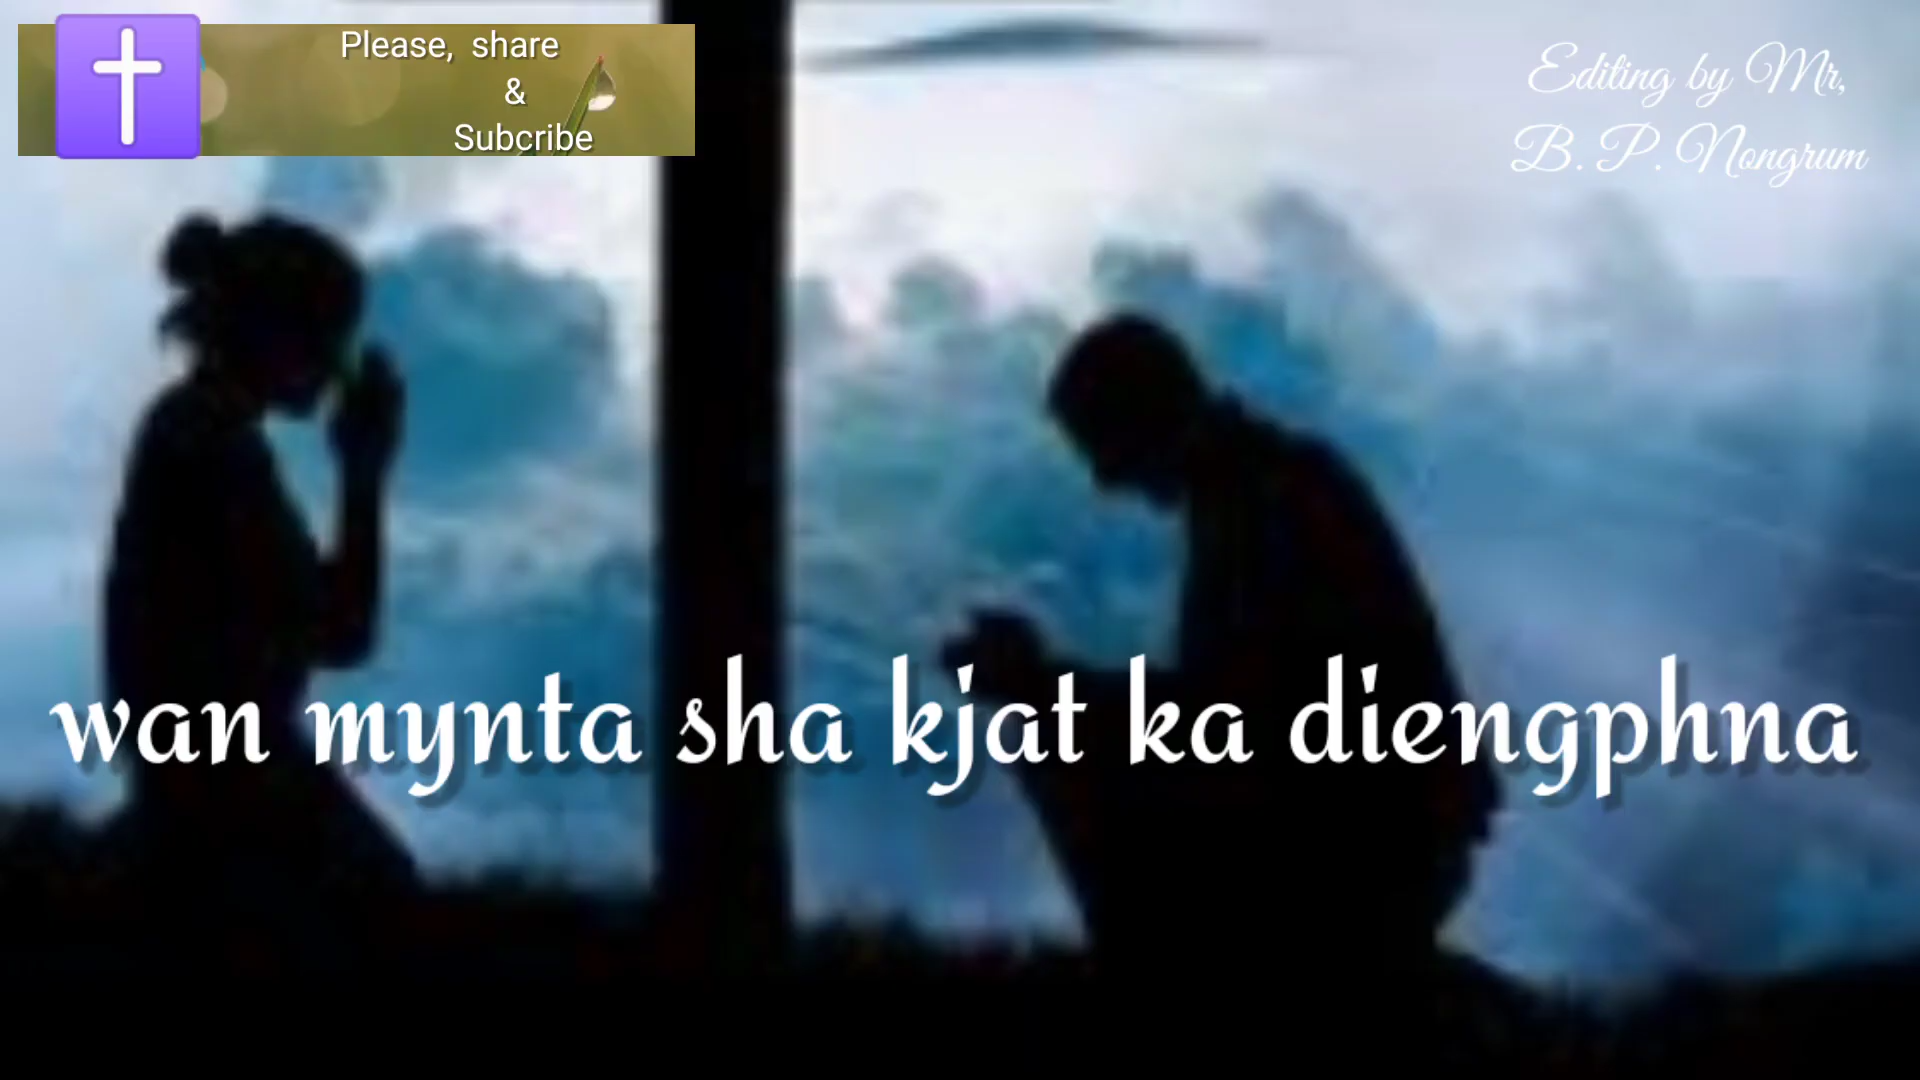 Please, share
&
Subcribe
Editing by Mr,
B. P. Nongrum
wan mynta sha kjat ka diengphna